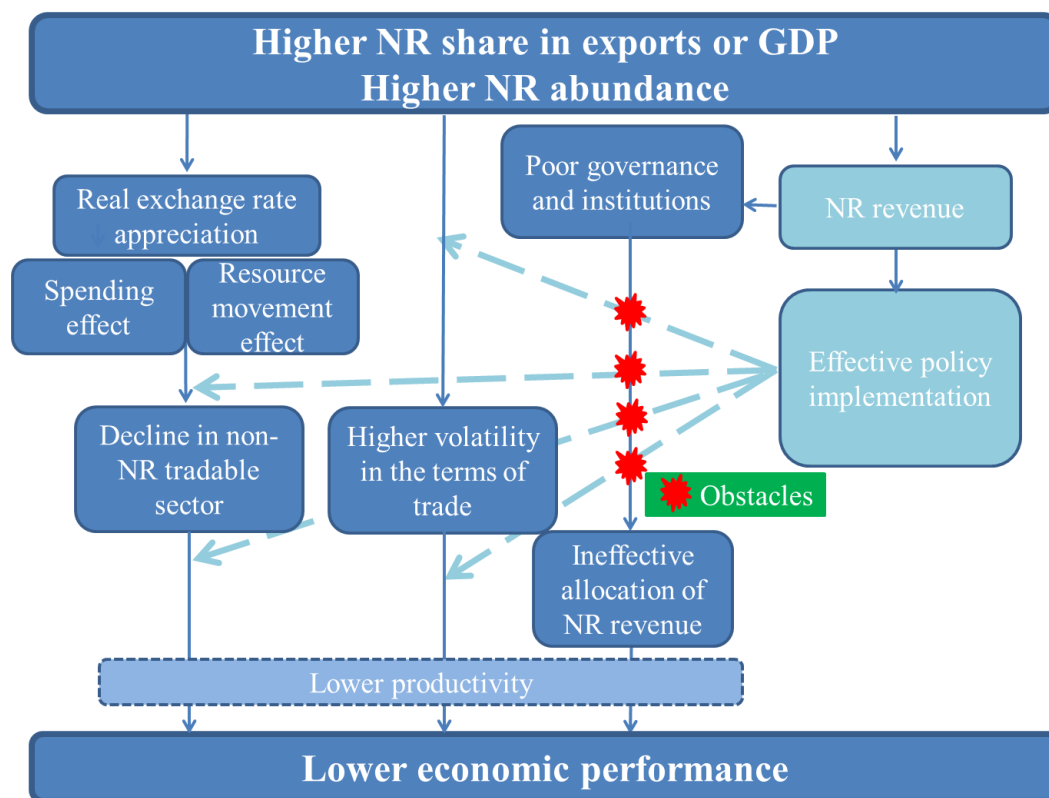 Higher NR share in exports or GDP
Higher NR abundance
Poor governance
and institutions
NR revenue
Real exchange rate
appreciation
Spending
effect
Resource
movement
effect
Effective policy
implementation
Decline in non-
NR tradable
sector
Higher volatility
in the terms of
trade
Obstacles
Ineffective
allocation of
NR revenue
Lower productivity
Lower economic performance